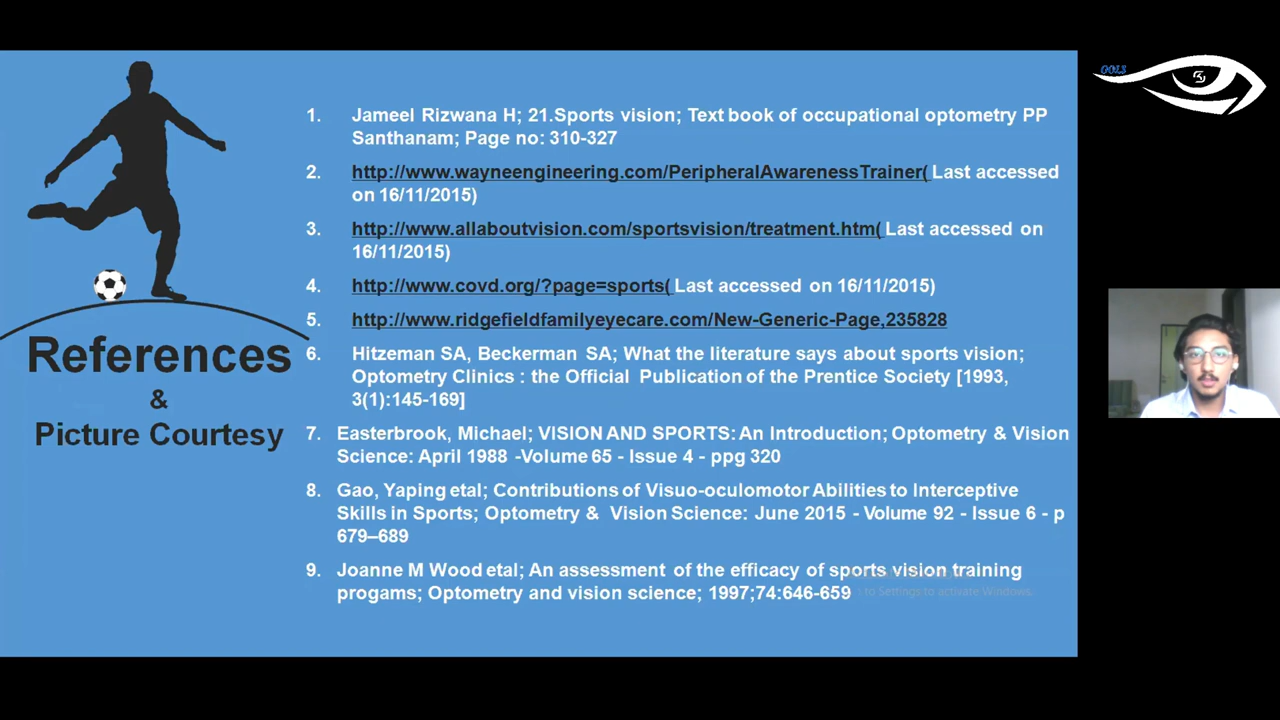 GOLS
References
&
Picture Courtesy
1. Jameel Rizwana H; 21.Sports vision; Text book of occupational optometry PP
Santhanam; Page no: 310-327
2. http://www.wayneengineering.com/PeripheralAwarenessTrainer( Last accessed
on 16/11/2015)
3. http://www.allaboutvision.com/sportsvision/treatment.htm( Last accessed on
16/11/2015)
4. http://www.covd.org/?page=sports( Last accessed on 16/11/2015)
5. http://www.ridgefieldfamilyeyecare.com/New-Generic-Page,235828
6. Hitzeman SA, Beckerman SA; What the literature says about sports vision;
Optometry Clinics : the Official Publication of the Prentice Society [1993,
3(1):145-169]
7. Easterbrook, Michael; VISION AND SPORTS: An Introduction; Optometry & Vision
Science: April 1988 -Volume 65 - Issue 4 - ppg 320
8. Gao, Yaping etal; Contributions of Visuo-oculomotor Abilities to Interceptive
Skills in Sports; Optometry & Vision Science: June 2015 - Volume 92 - Issue 6 - p
679–689
9. Joanne M Wood etal; An assessment of the efficacy of sports vision training
progams; Optometry and vision science; 1997;74:646-659
to Settings to activate Windows.